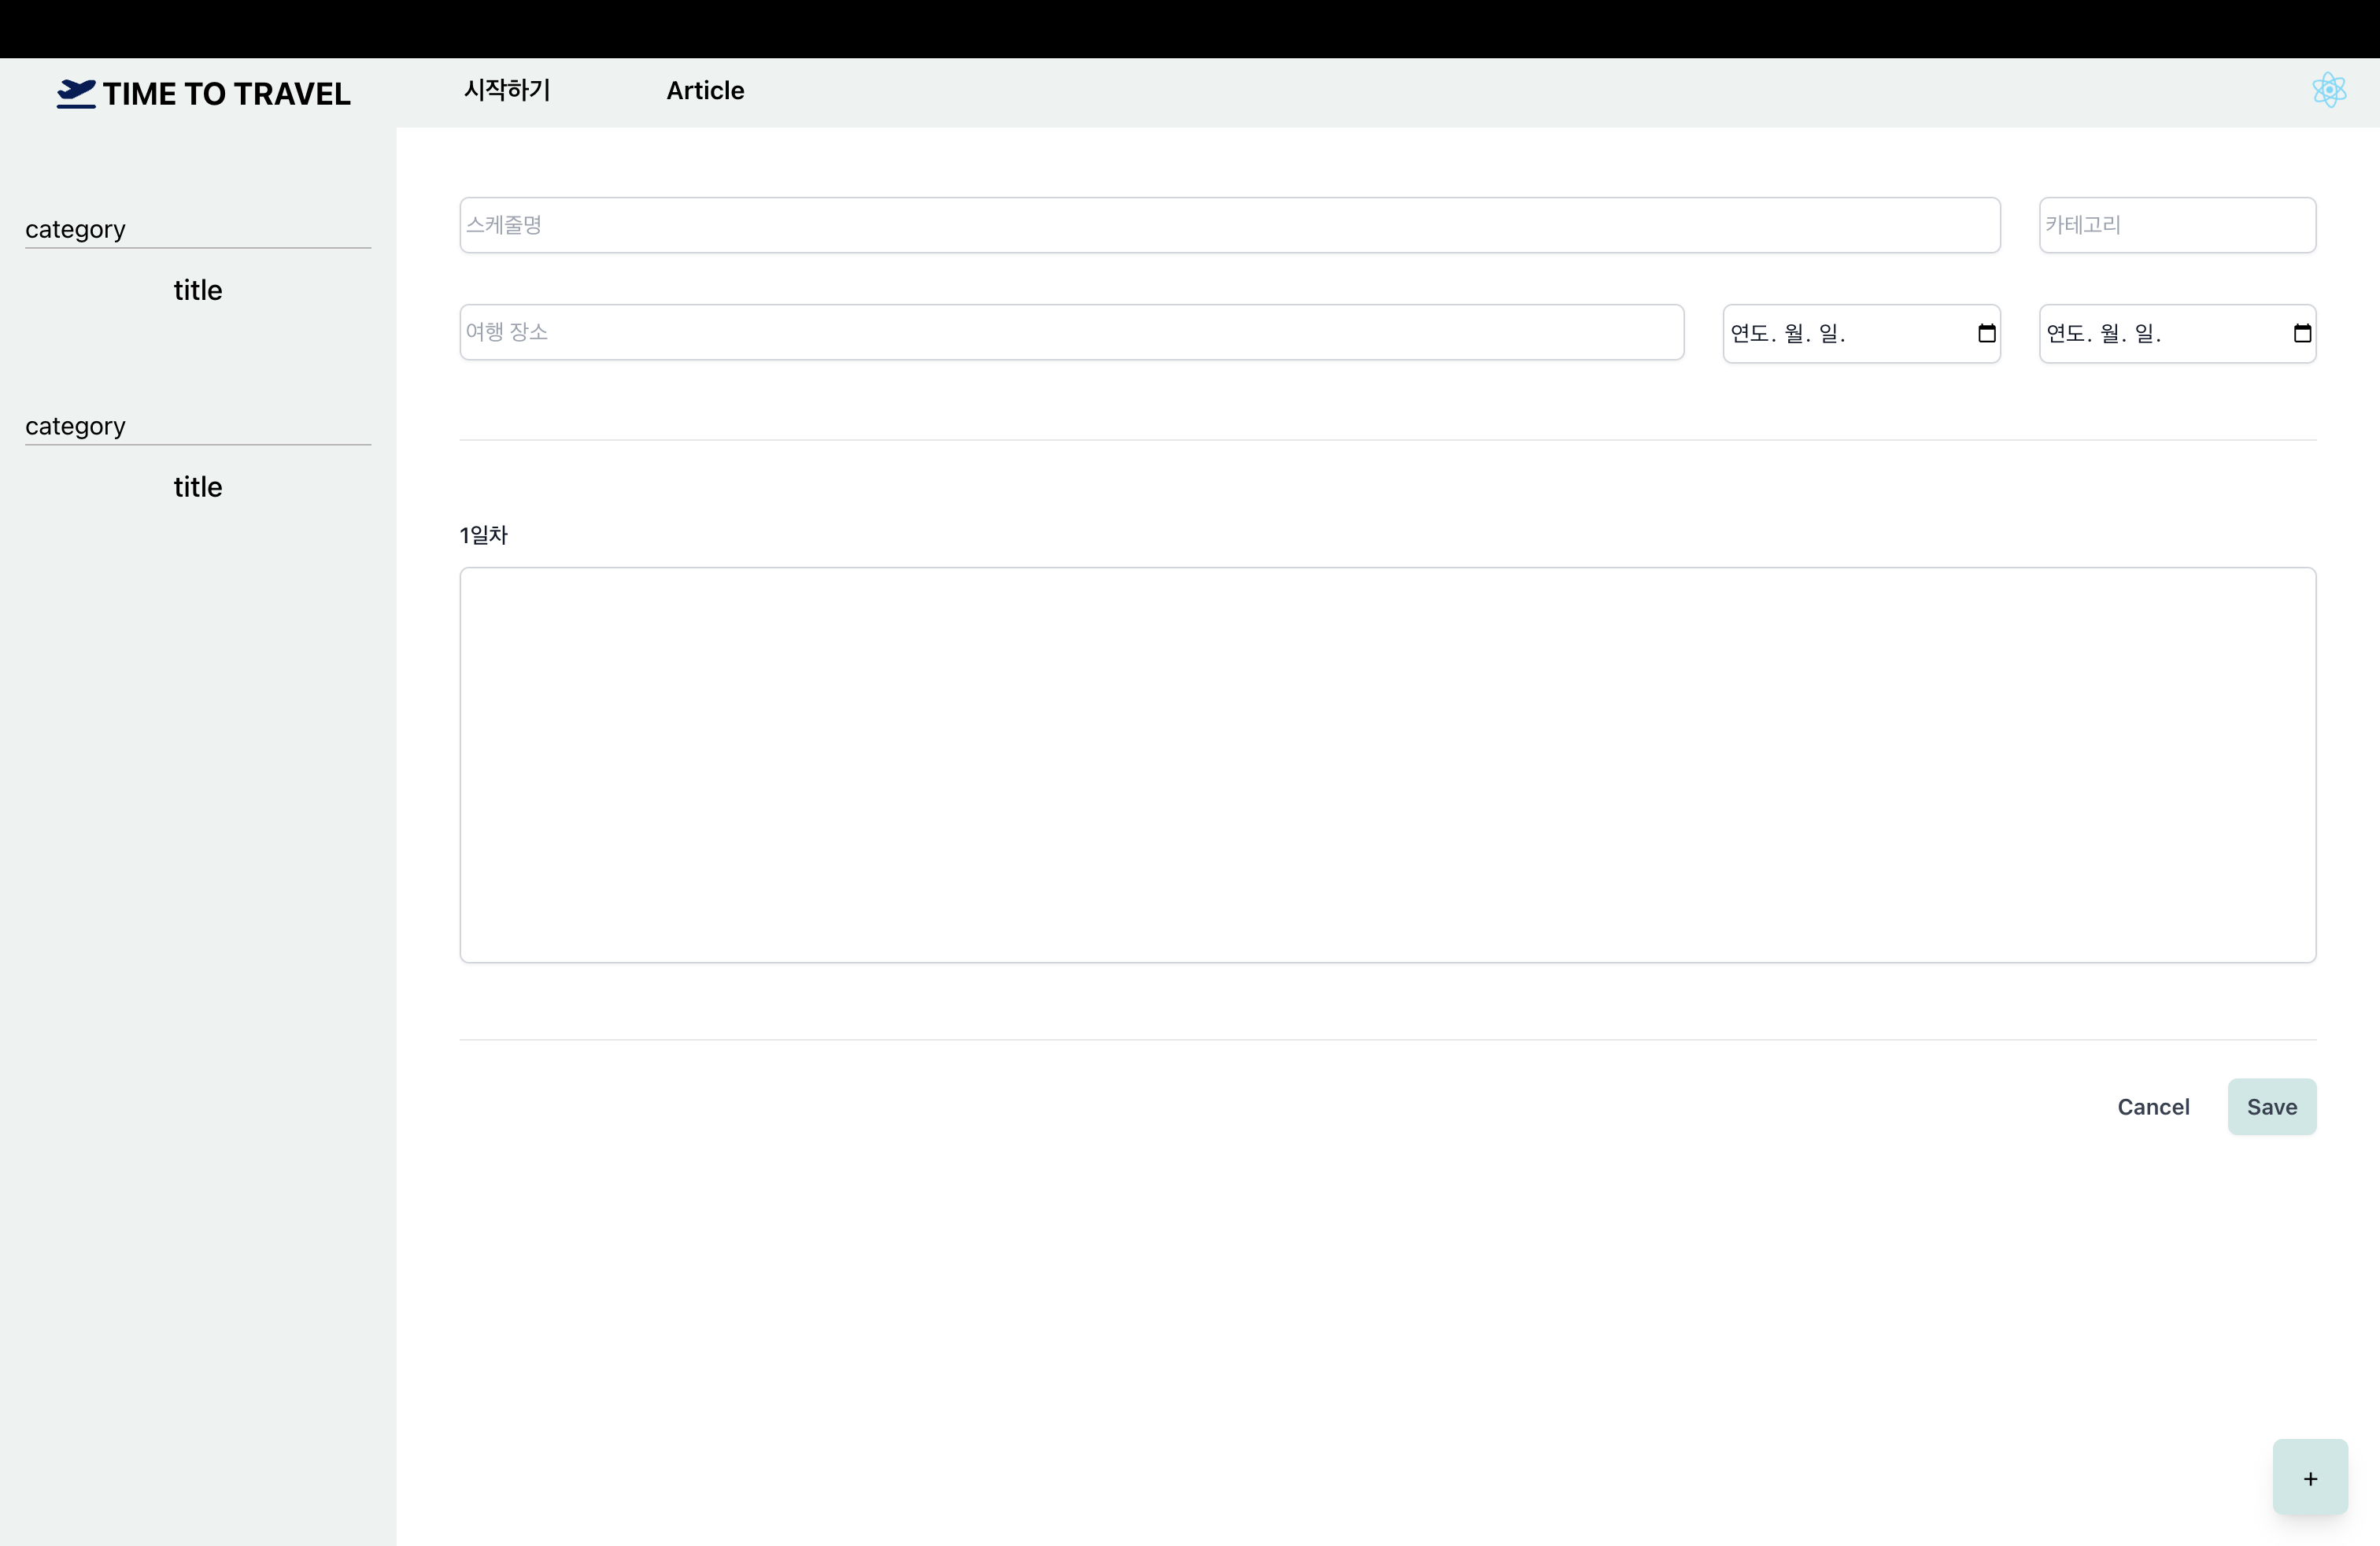 TIME TO TRAVEL
시작하기
Article
category
title
category
title
스케줄명
카테고리
여행 장소
연도. 월. 일.
연도. 월. 일.
1일차
Cancel
Save
+